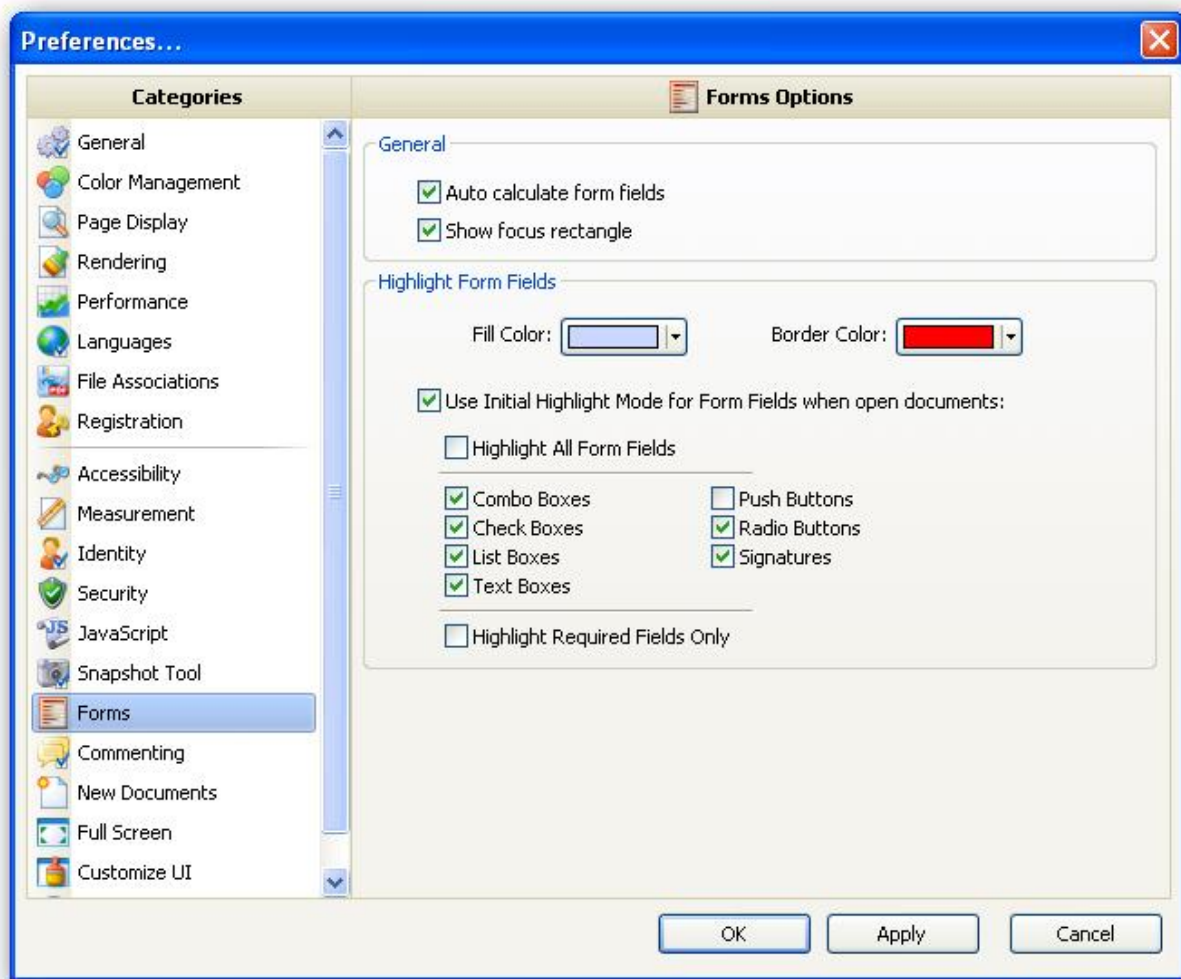 Preferences...
Categories
Forms Options
General
Color Management
Page Display
Rendering
Performance
Languages
File Associations
Registration
Accessibility
Measurement
Identity
Security
JavaScript
Snapshot Tool
Forms
Commenting
New Documents
Full Screen
Customize UI
General
Auto calculate form fields
Show focus rectangle
Highlight Form Fields
Fill Color: Border Color:
Use Initial Highlight Mode for Form Fields when open documents:
Highlight All Form Fields
Combo Boxes Push Buttons
Check Boxes Radio Buttons
List Boxes Signatures
Text Boxes
Highlight Required Fields Only
OK Apply Cancel